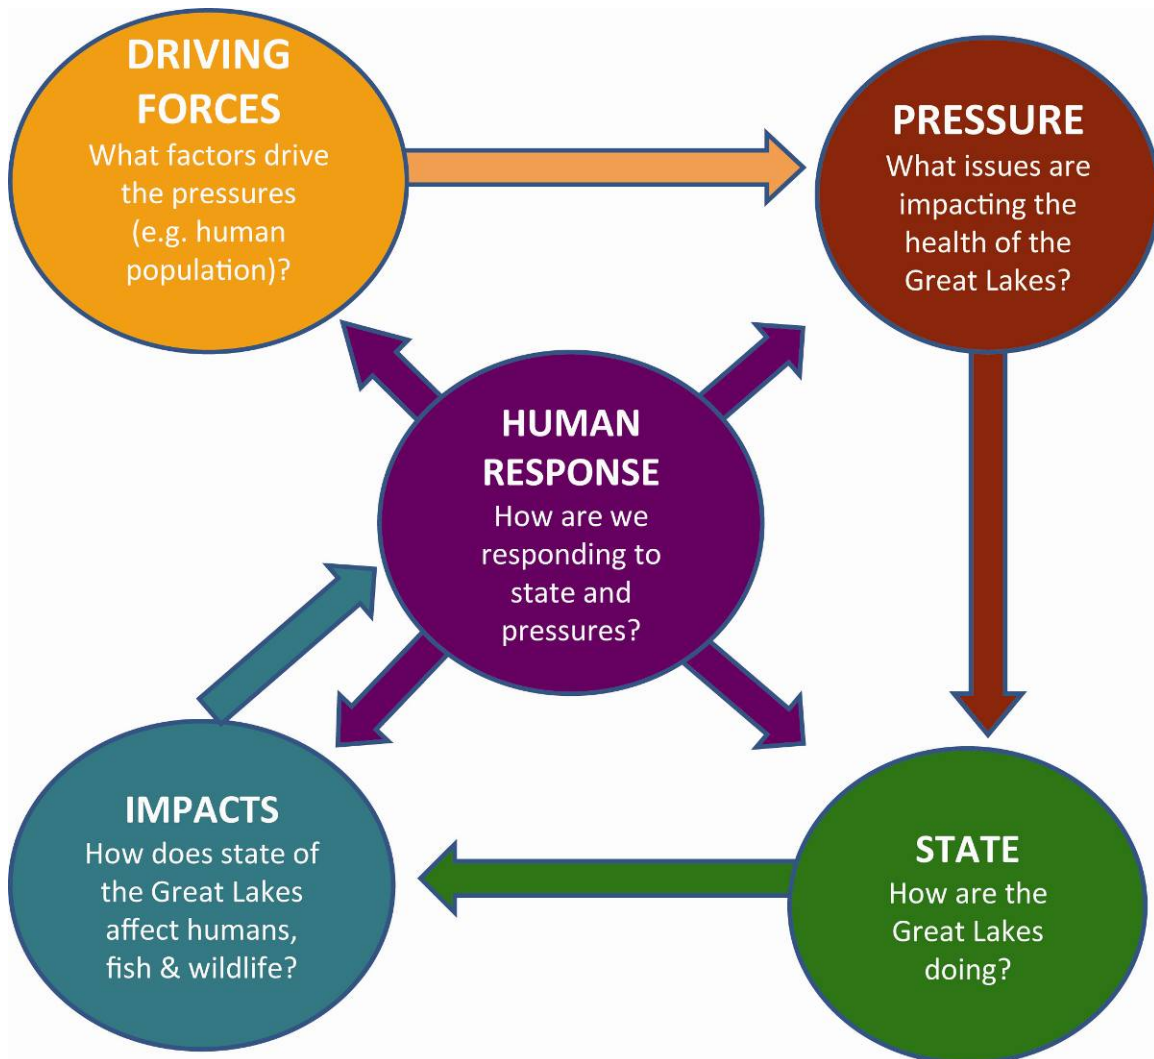 DRIVING
FORCES
What factors drive
the pressures
(e.g. human
population)?
PRESSURE
What issues are
impacting the
health of the
Great Lakes?
HUMAN
RESPONSE
How are we
responding to
state and
pressures?
IMPACTS
How does state of
the Great Lakes
affect humans,
fish & wildlife?
STATE
How are the
Great Lakes
doing?